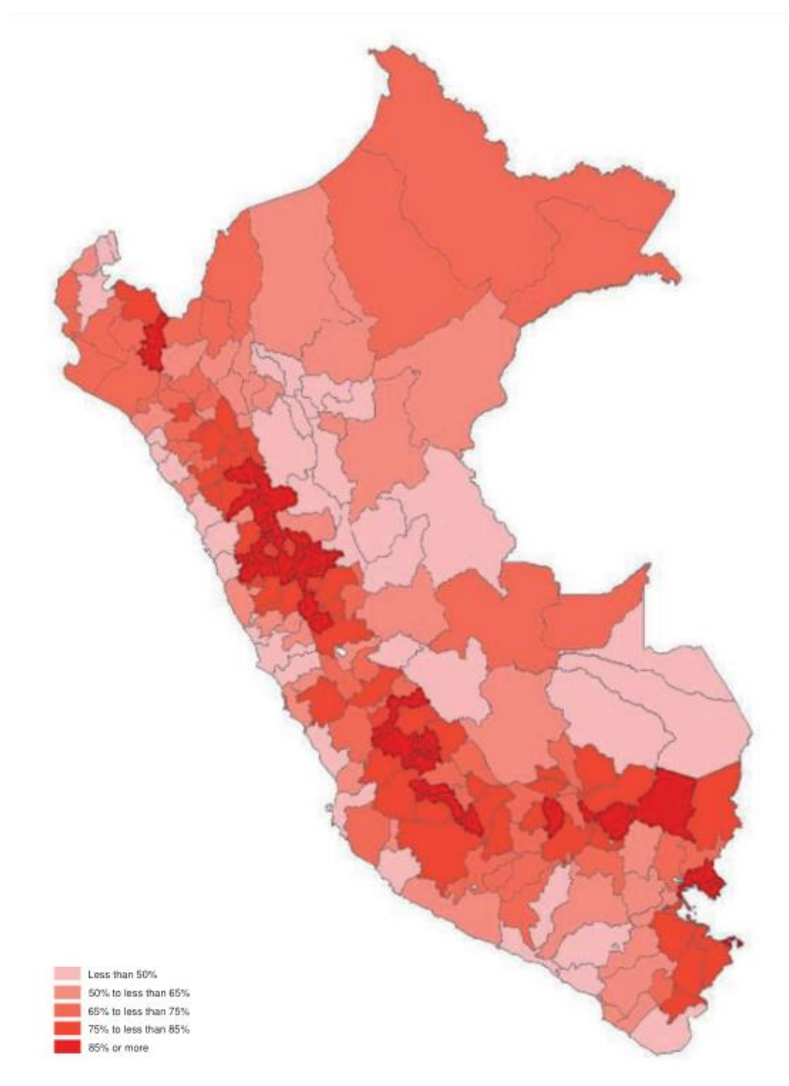 Less than 50%
50% to less than 65%
65% to less than 75%
75% to less than 85%
85% or more